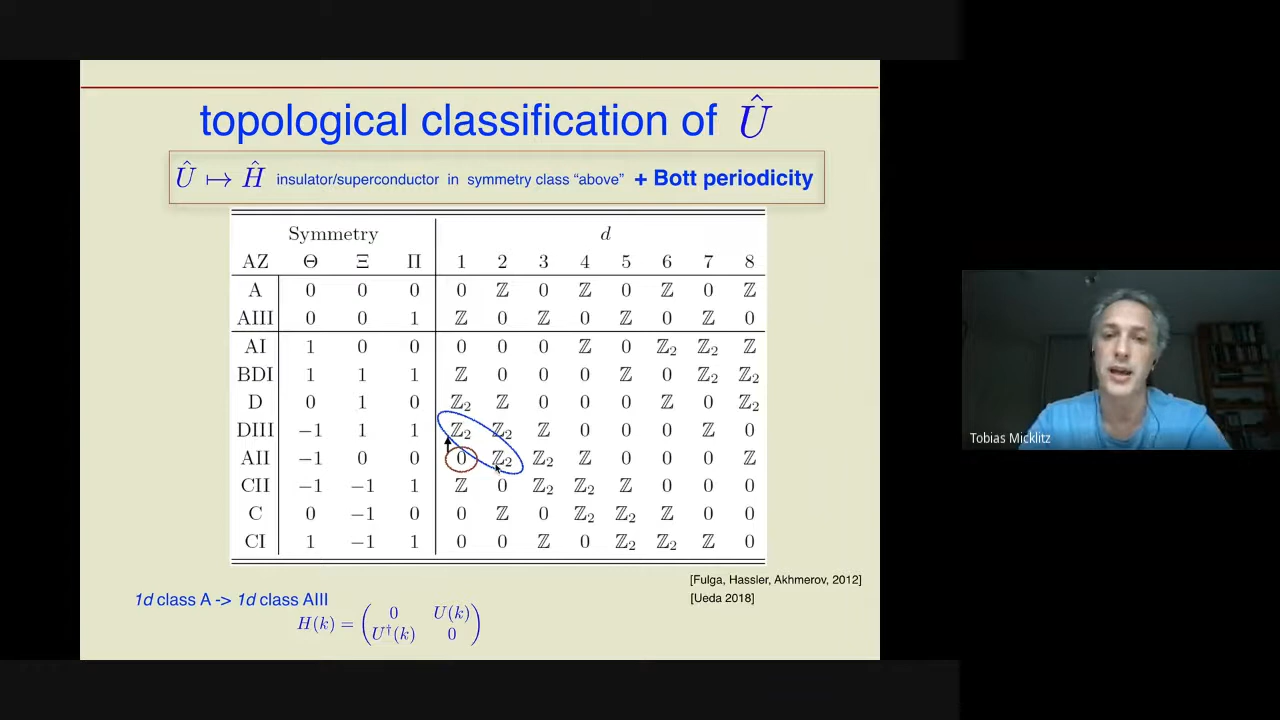 topological classification of Û
Û ↦ Ĥ insulator/superconductor in symmetry class “above” + Bott periodicity
Symmetry d
AZ Θ Ξ Π 1 2 3 4 5 6 7 8
A 0 0 0 0 ℤ 0 ℤ 0 ℤ 0 ℤ
AIII 0 0 1 ℤ 0 ℤ 0 ℤ 0 ℤ 0
AI 1 0 0 0 0 0 ℤ 0 ℤ₂ ℤ₂ ℤ
BDI 1 1 1 ℤ 0 0 0 ℤ 0 ℤ₂ ℤ₂
D 0 1 0 ℤ₂ ℤ 0 0 0 ℤ 0 ℤ₂
DIII −1 1 1 ℤ₂ ℤ₂ ℤ 0 0 0 ℤ 0
AII −1 0 0 0 ℤ₂ ℤ₂ ℤ 0 0 0 ℤ
CII −1 −1 1 ℤ 0 ℤ₂ ℤ₂ ℤ 0 0 0
C 0 −1 0 0 ℤ 0 ℤ₂ ℤ₂ ℤ 0 0
CI 1 −1 1 0 0 ℤ 0 ℤ₂ ℤ₂ ℤ 0
[Fulga, Hassler, Akhmerov, 2012]
[Ueda 2018]
1d class A -> 1d class AIII
H(k) = ( 0 U(k)
U†(k) 0 )
Tobias Micklitz